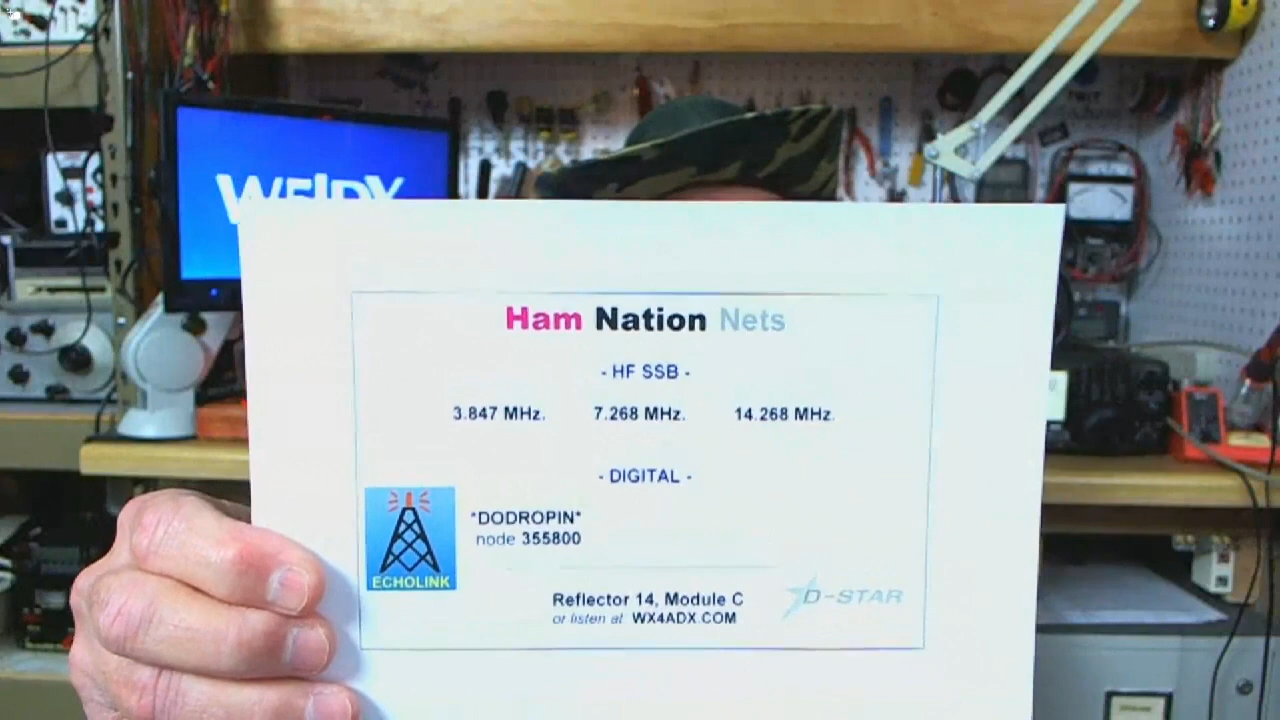 Ham Nation Nets
- HF SSB -
3.847 MHz. 7.268 MHz. 14.268 MHz.
- DIGITAL -
*DODROPIN*
node 355800
ECHOLINK
Reflector 14, Module C
D-STAR
or listen at WX4ADX.COM